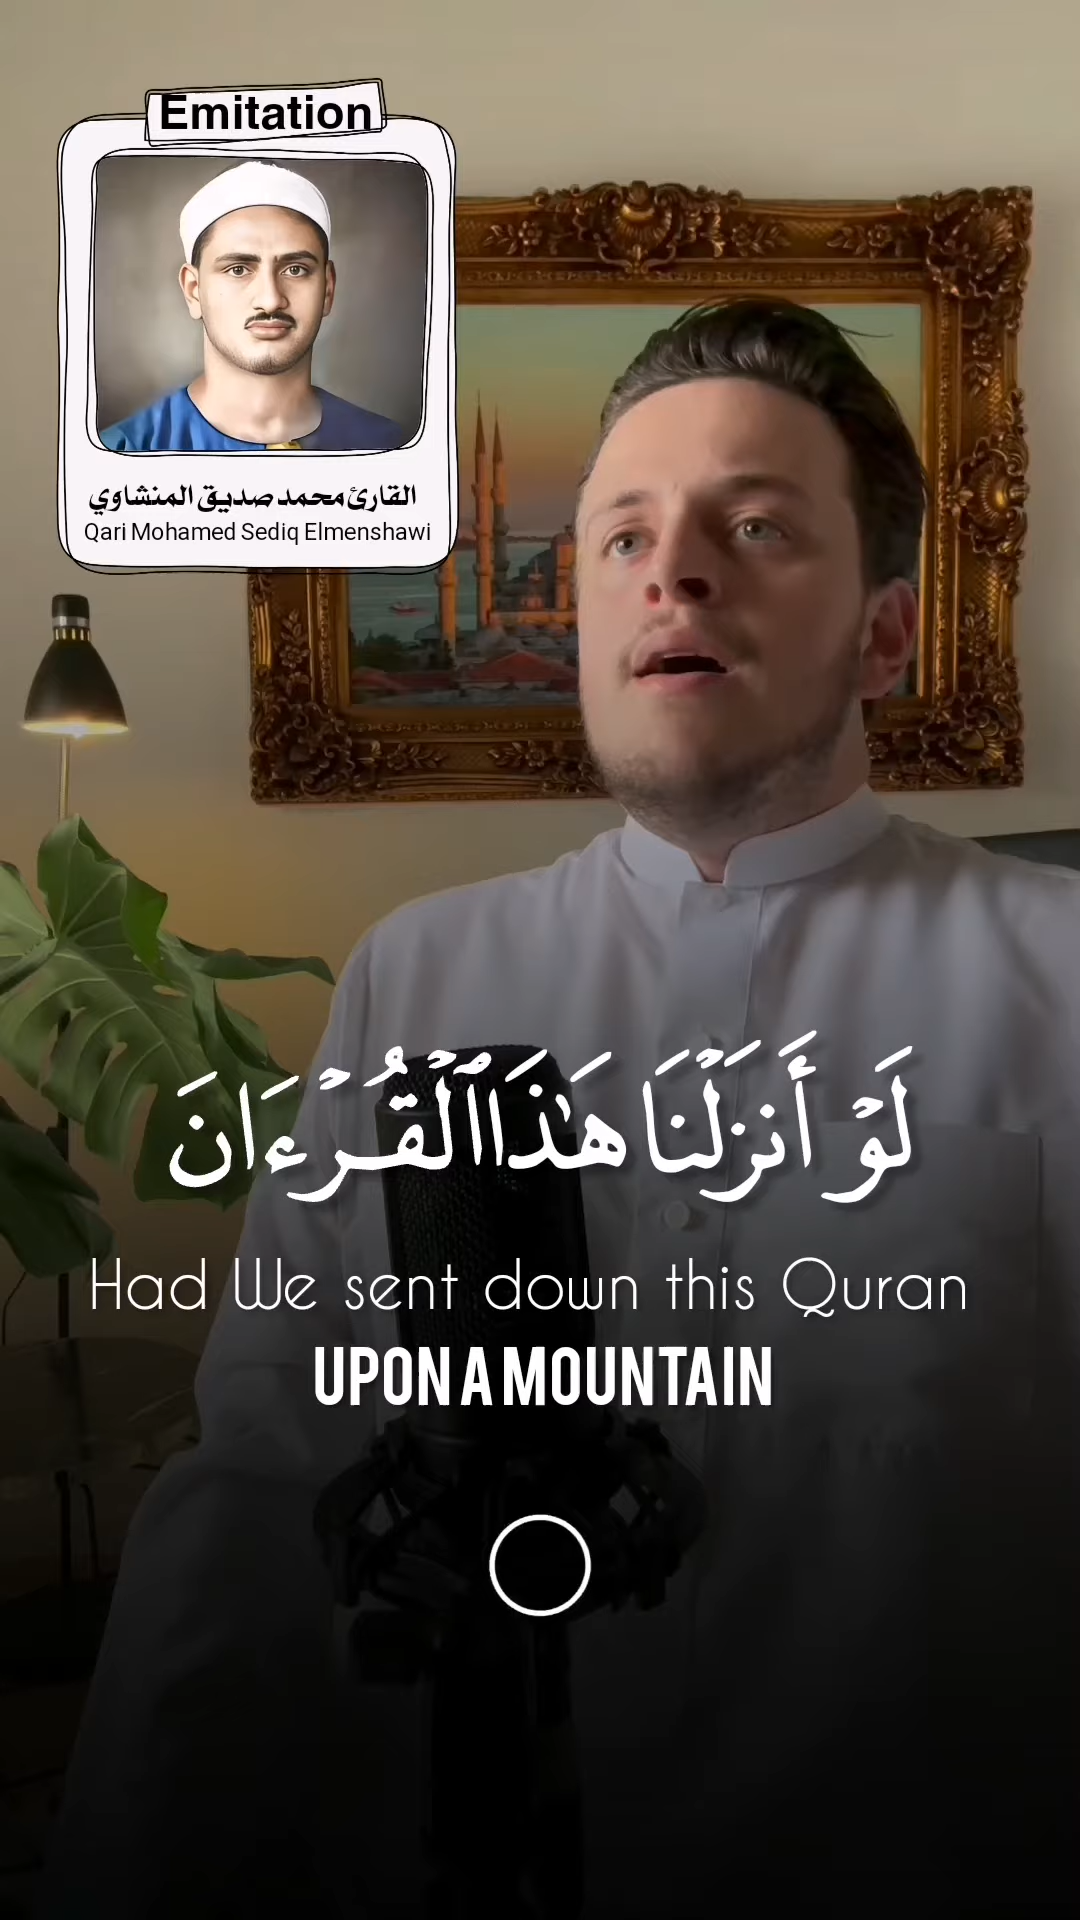 Emitation
القارئ محمد صديق المنشاوي
Qari Mohamed Sediq Elmenshawi
لَوْ أَنزَلْنَا هَٰذَا ٱلْقُرْءَانَ
Had We sent down this Quran
UPON A MOUNTAIN